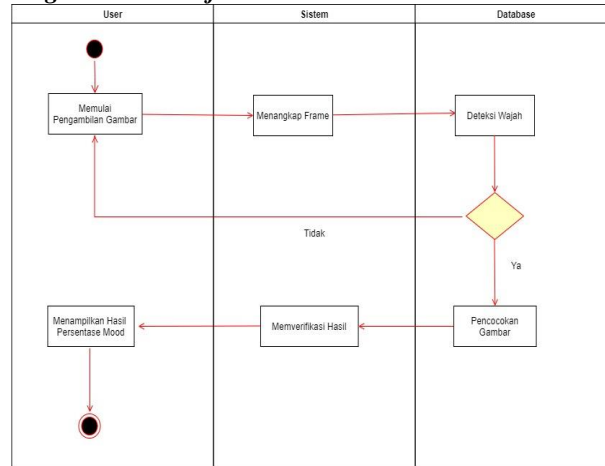 User
Sistem
Database
Memulai
Pengambilan Gambar
Menangkap Frame
Deteksi Wajah
Tidak
Ya
Menampilkan Hasil
Persentase Mood
Memverifikasi Hasil
Pencocokan
Gambar